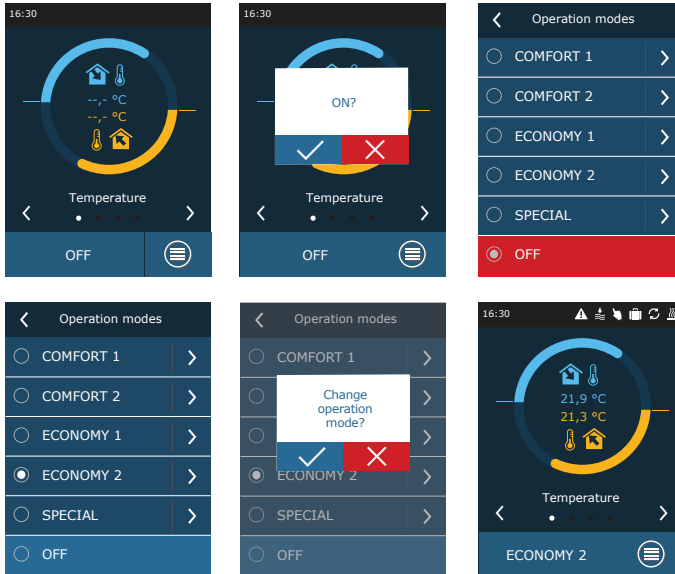 16:30
--,- °C
--,- °C
Temperature
OFF
16:30
ON?
Temperature
OFF
Operation modes
COMFORT 1
COMFORT 2
ECONOMY 1
ECONOMY 2
SPECIAL
OFF
Operation modes
COMFORT 1
COMFORT 2
ECONOMY 1
ECONOMY 2
SPECIAL
OFF
Operation modes
COMFORT 1
Change
operation
mode?
ECONOMY 2
SPECIAL
OFF
16:30
21,9 °C
21,3 °C
Temperature
ECONOMY 2